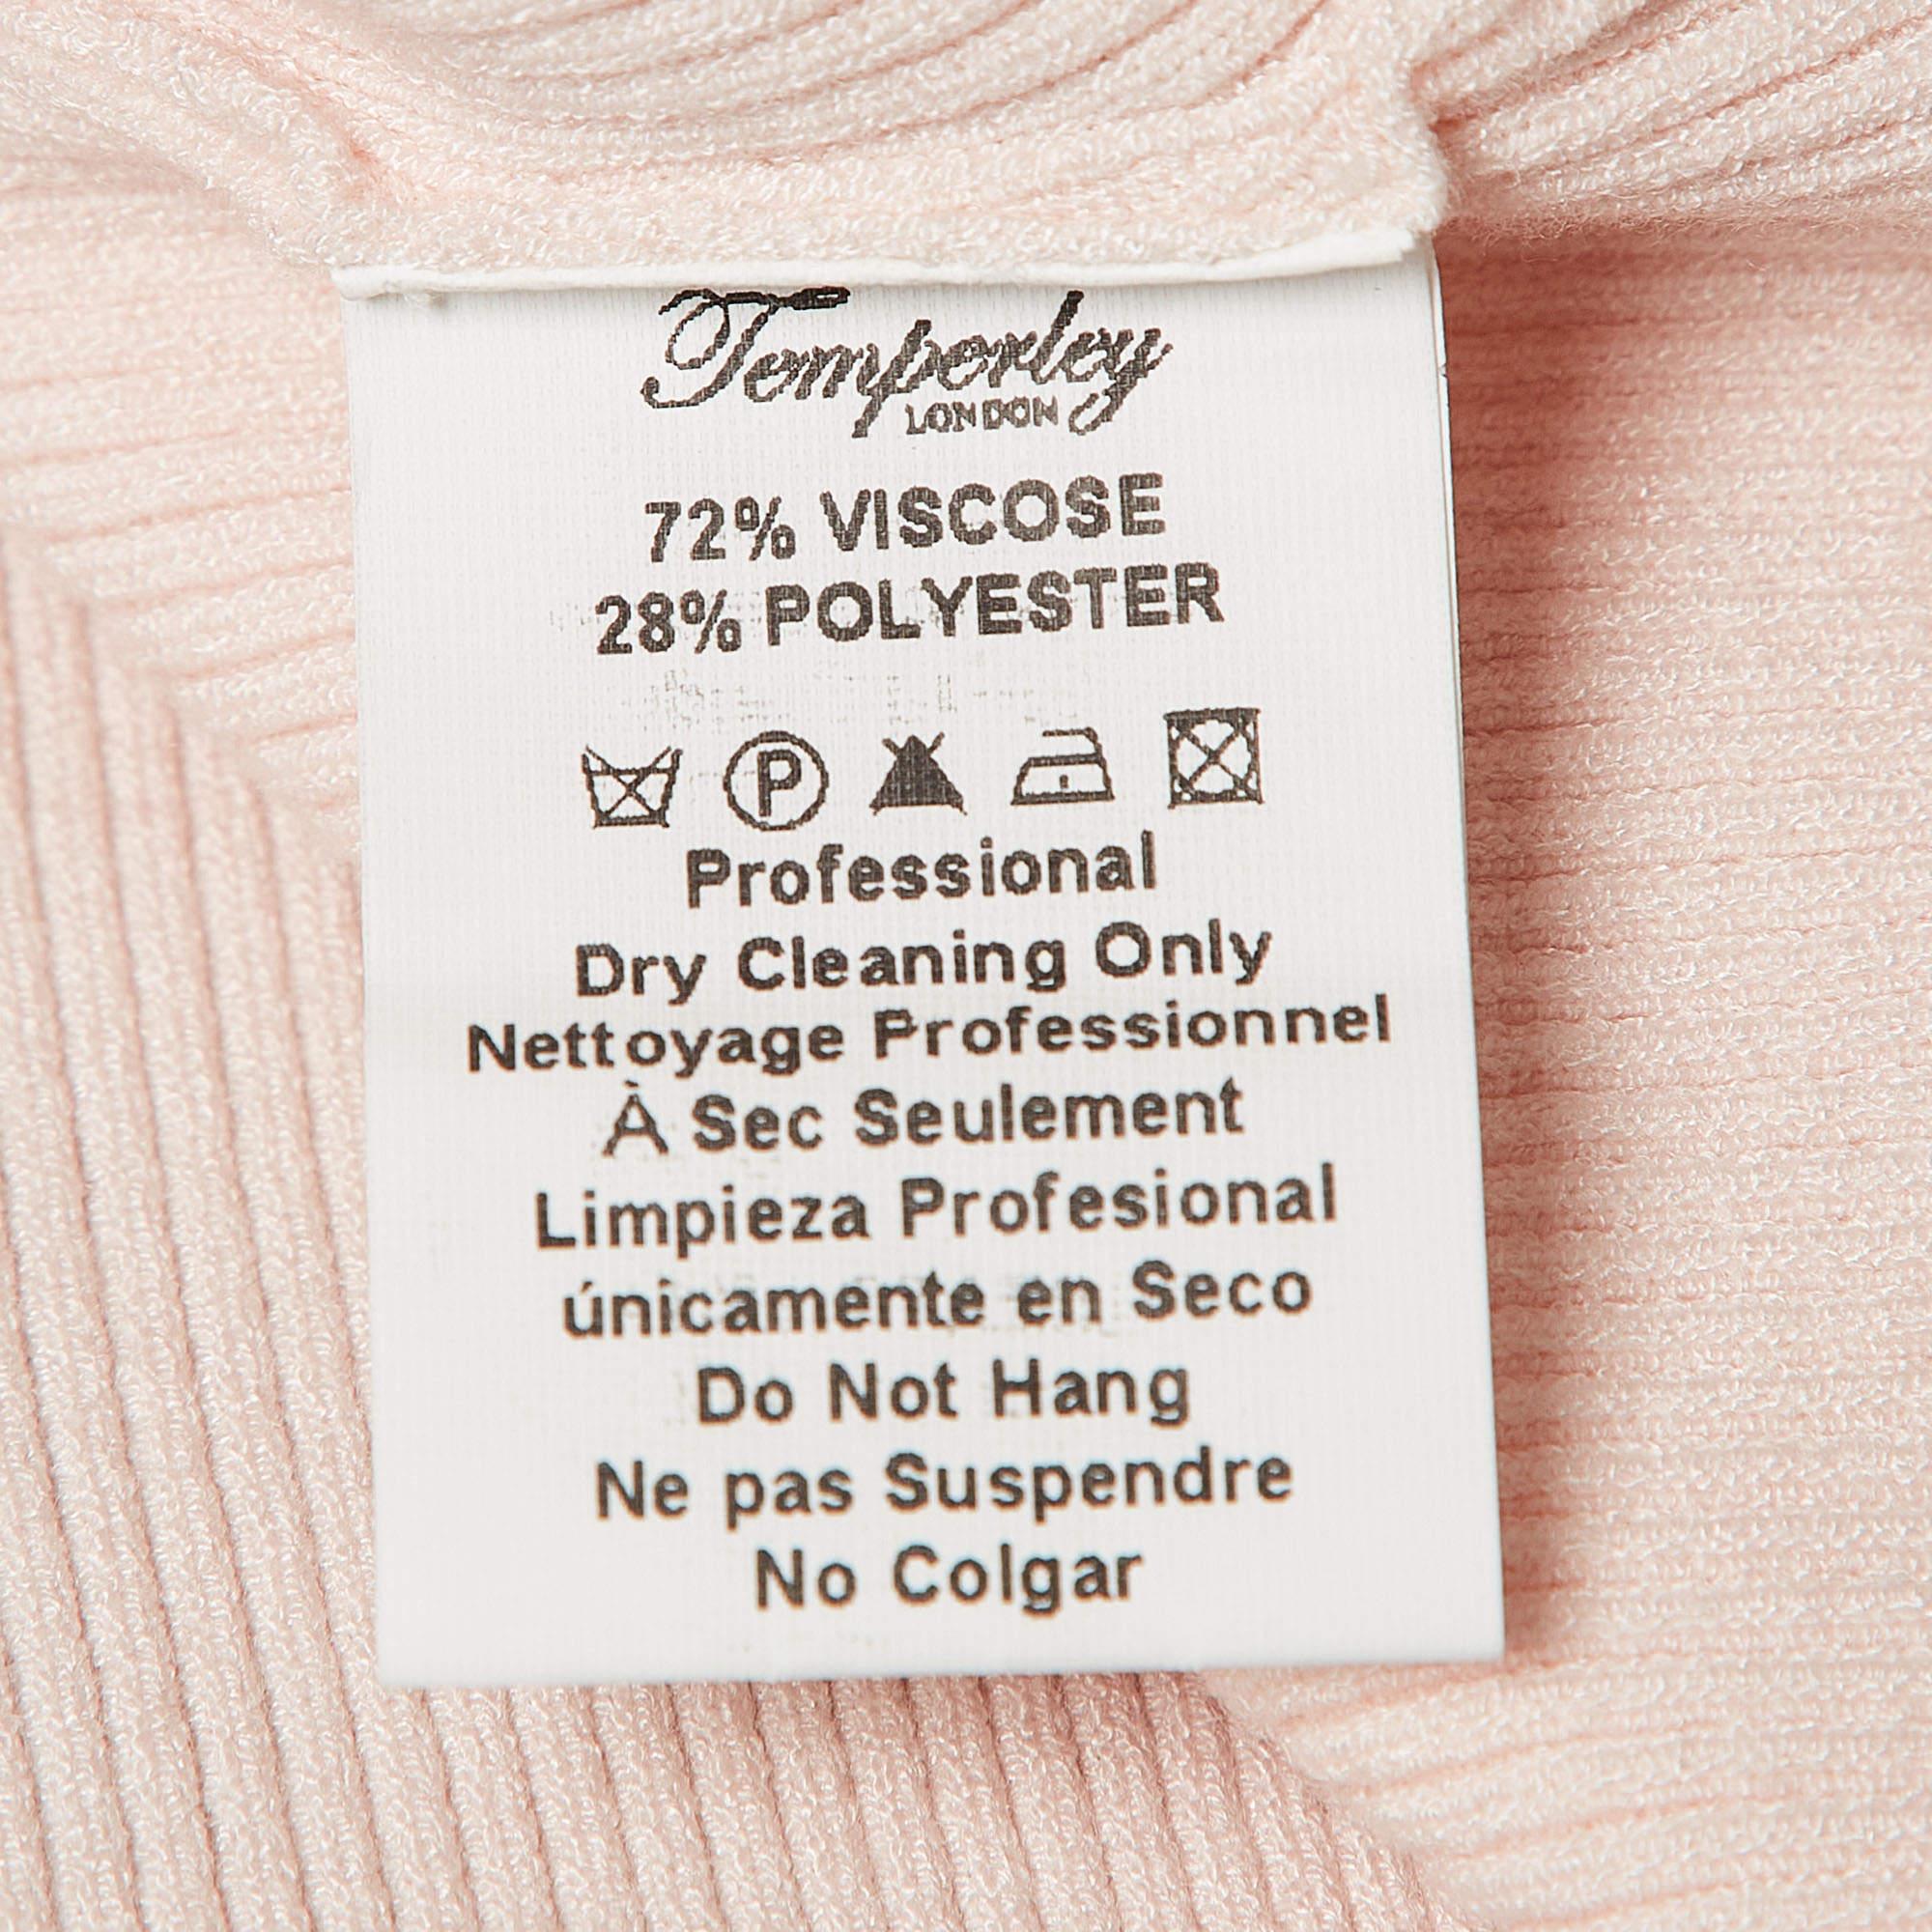 Temperley
LONDON
72% VISCOSE
28% POLYESTER
P
Professional
Dry Cleaning Only
Nettoyage Professionnel
À Sec Seulement
Limpieza Profesional
únicamente en Seco
Do Not Hang
Ne pas Suspendre
No Colgar